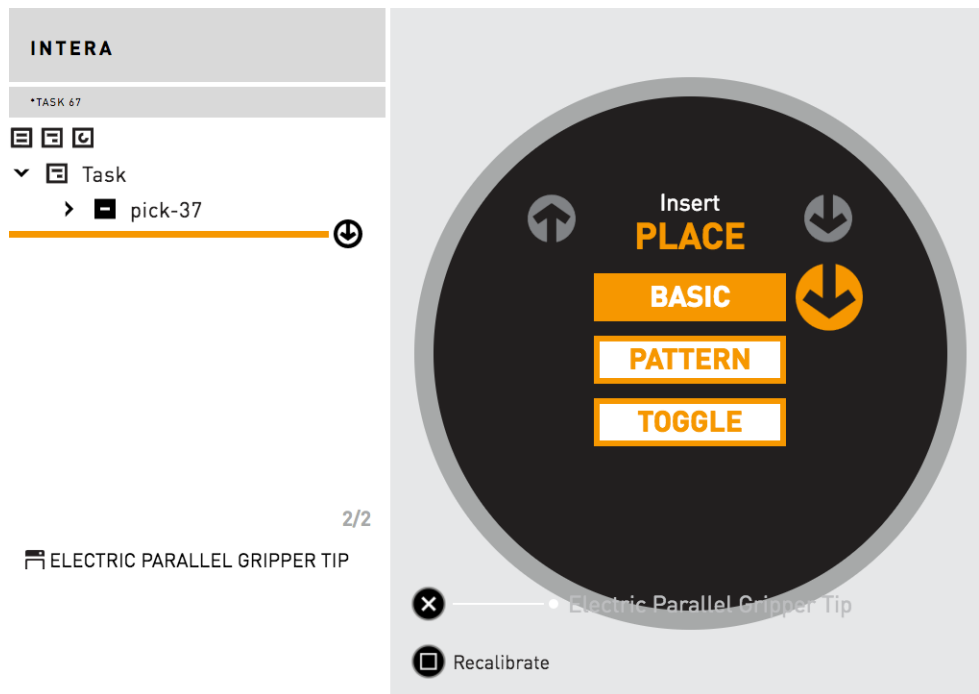 INTERA
*TASK 67
Task
pick-37
2/2
ELECTRIC PARALLEL GRIPPER TIP
Insert
PLACE
BASIC
PATTERN
TOGGLE
Electric Parallel Gripper Tip
Recalibrate